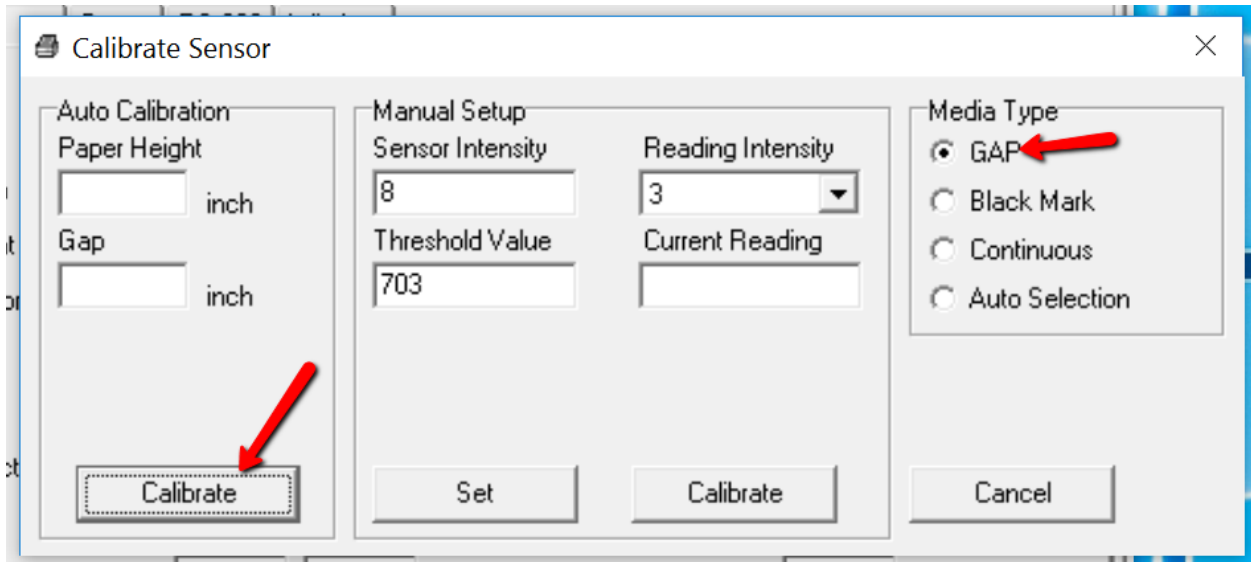 Calibrate Sensor
Auto Calibration
Paper Height
inch
Gap
inch
Calibrate
Manual Setup
Sensor Intensity
8
Reading Intensity
3
Threshold Value
703
Current Reading
Set
Calibrate
Media Type
GAP
Black Mark
Continuous
Auto Selection
Cancel